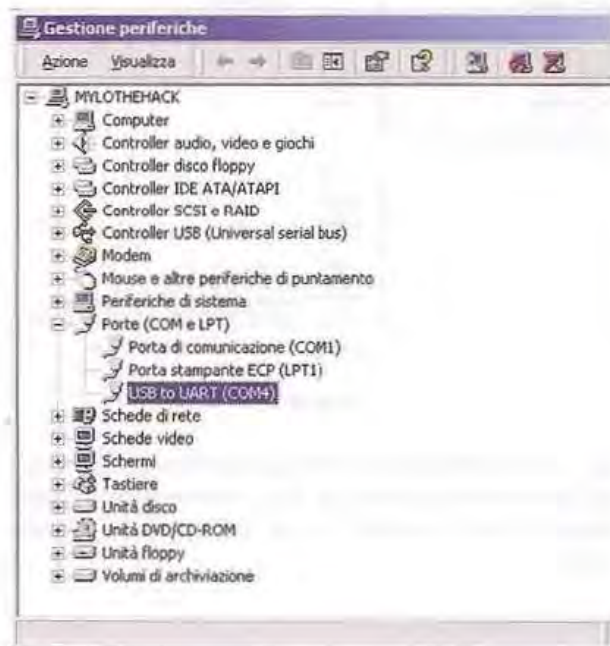 Gestione periferiche
Azione Visualizza
MYLOTHEHACK
Computer
Controller audio, video e giochi
Controller disco floppy
Controller IDE ATA/ATAPI
Controller SCSI e RAID
Controller USB (Universal serial bus)
Modem
Mouse e altre periferiche di puntamento
Periferiche di sistema
Porte (COM e LPT)
Porta di comunicazione (COM1)
Porta stampante ECP (LPT1)
USB to UART (COM4)
Schede di rete
Schede video
Schermi
Tastiere
Unità disco
Unità DVD/CD-ROM
Unità floppy
Volumi di archiviazione